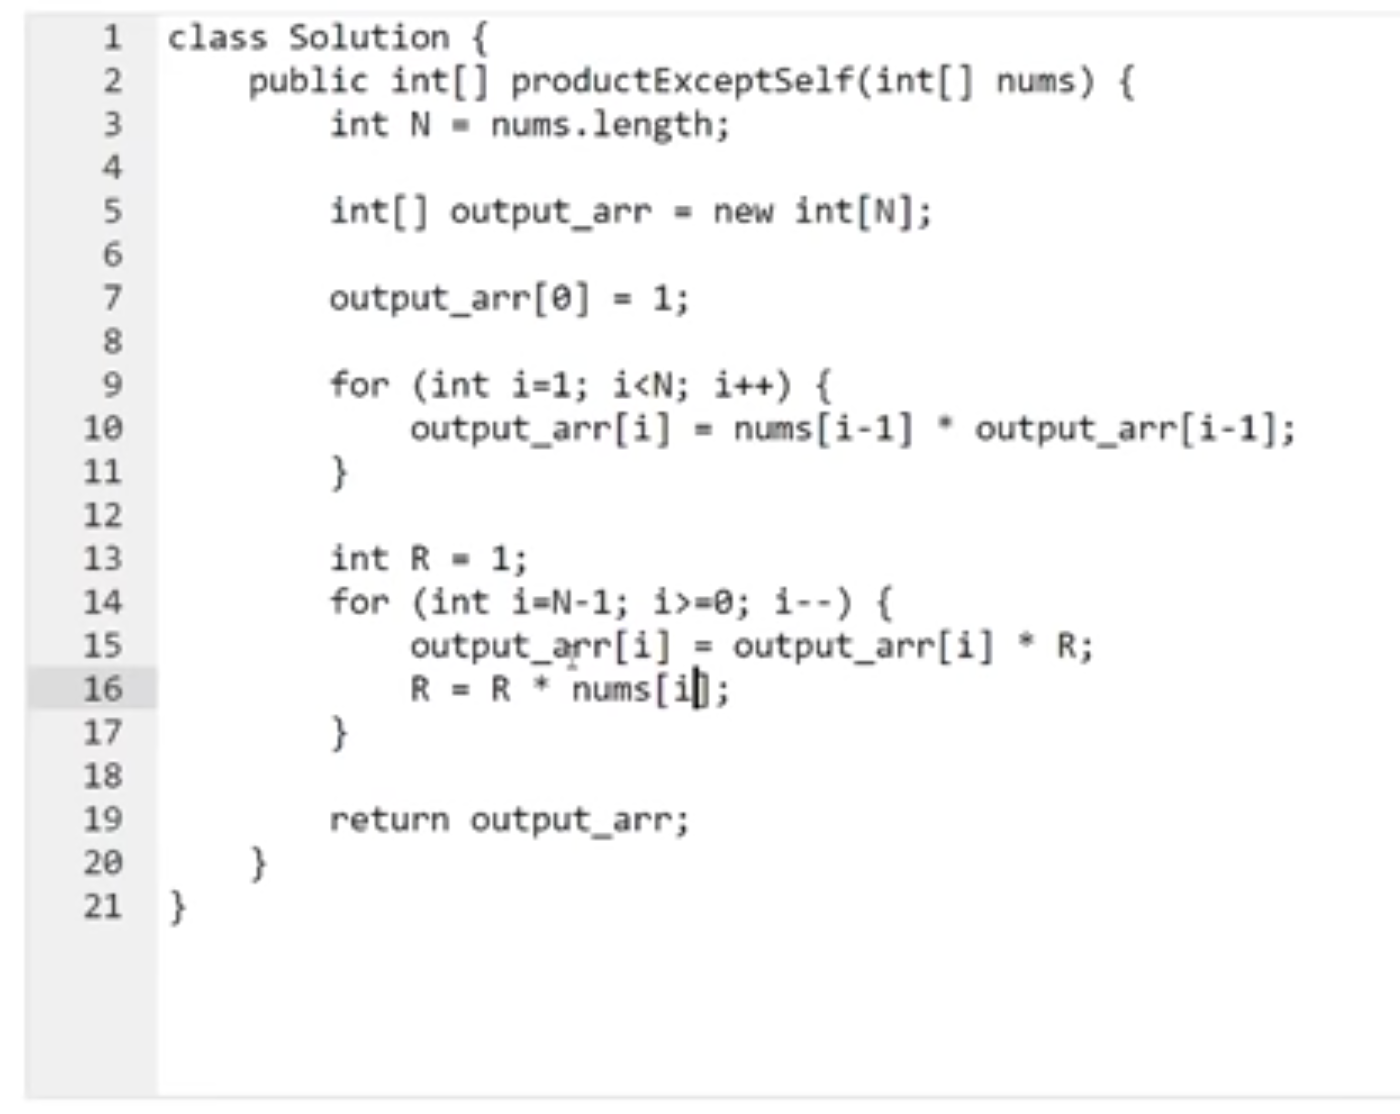 1 class Solution {
2 public int[] productExceptSelf(int[] nums) {
3 int N = nums.length;
4
5 int[] output_arr = new int[N];
6
7 output_arr[0] = 1;
8
9 for (int i=1; i<N; i++) {
10 output_arr[i] = nums[i-1] * output_arr[i-1];
11 }
12
13 int R = 1;
14 for (int i=N-1; i>=0; i--) {
15 output_arr[i] = output_arr[i] * R;
16 R = R * nums[i];
17 }
18
19 return output_arr;
20 }
21 }